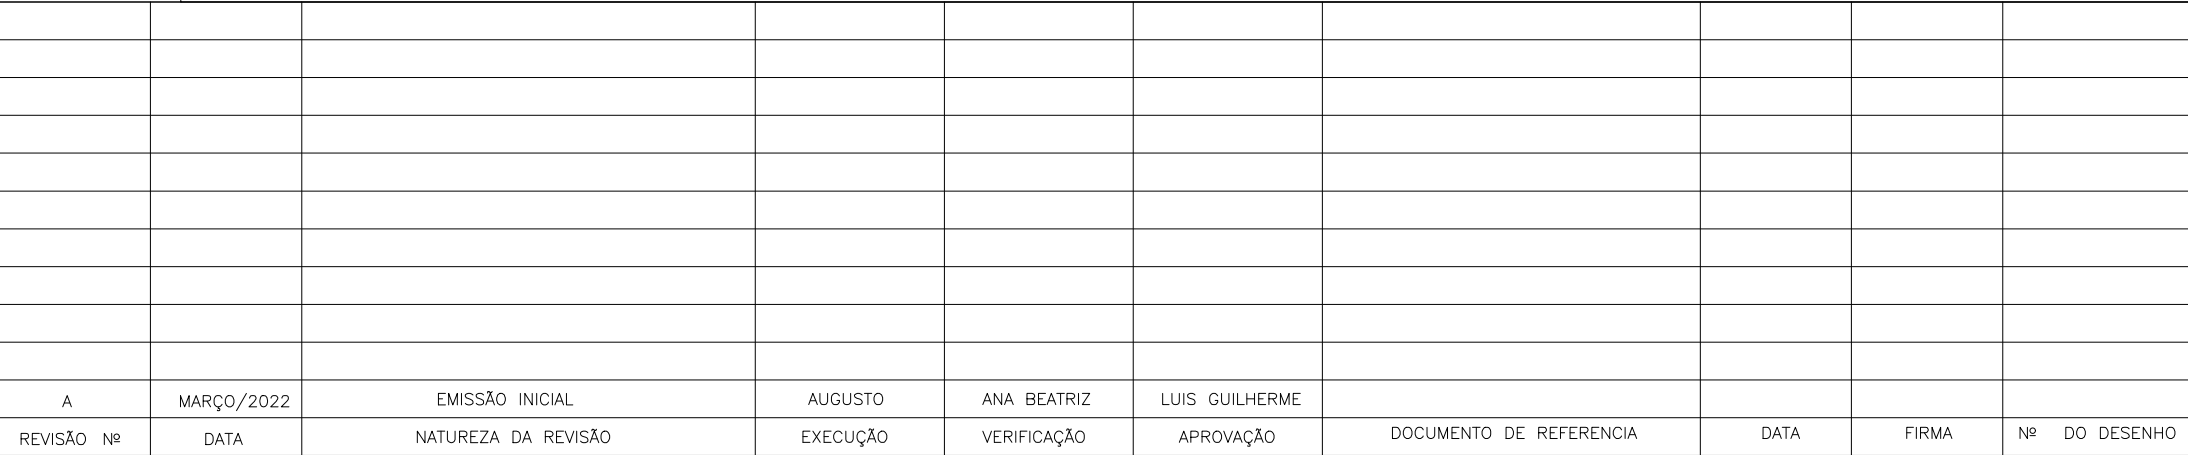 A MARÇO/2022 EMISSÃO INICIAL AUGUSTO ANA BEATRIZ LUIS GUILHERME
REVISÃO Nº DATA NATUREZA DA REVISÃO EXECUÇÃO VERIFICAÇÃO APROVAÇÃO DOCUMENTO DE REFERENCIA DATA FIRMA Nº DO DESENHO